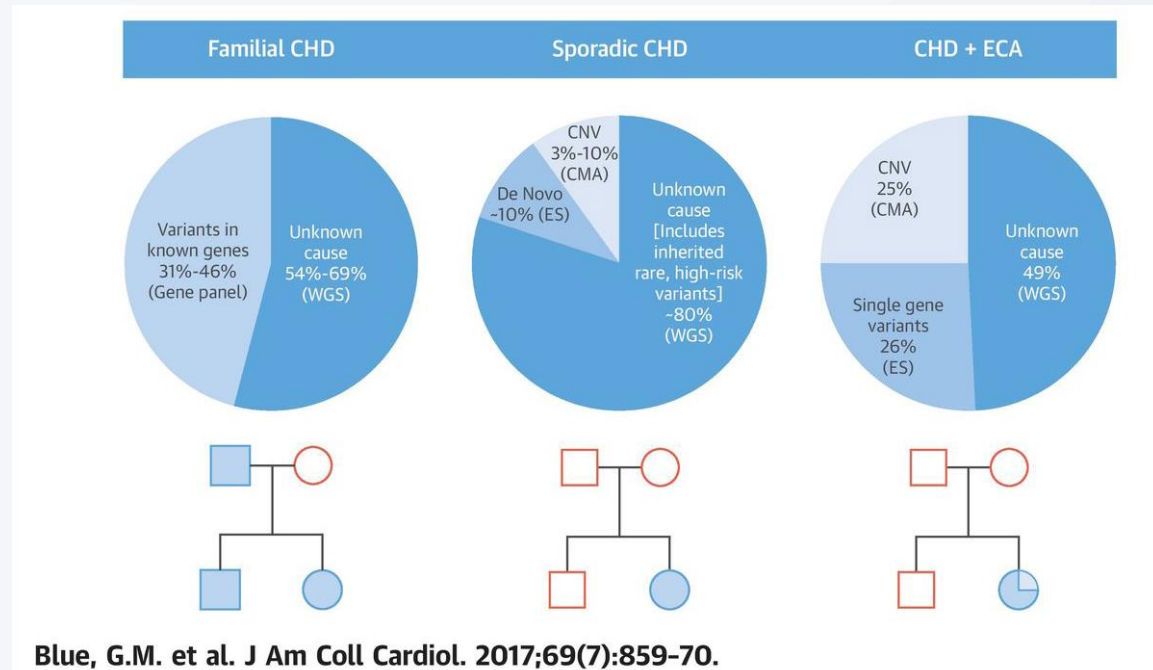 Familial CHD
Sporadic CHD
CHD + ECA
Variants in
known genes
31%-46%
(Gene panel)
Unknown
cause
54%-69%
(WGS)
CNV
3%-10%
(CMA)
De Novo
~10% (ES)
Unknown
cause
[Includes
inherited
rare, high-risk
variants]
~80%
(WGS)
CNV
25%
(CMA)
Single gene
variants
26%
(ES)
Unknown
cause
49%
(WGS)
Blue, G.M. et al. J Am Coll Cardiol. 2017;69(7):859-70.